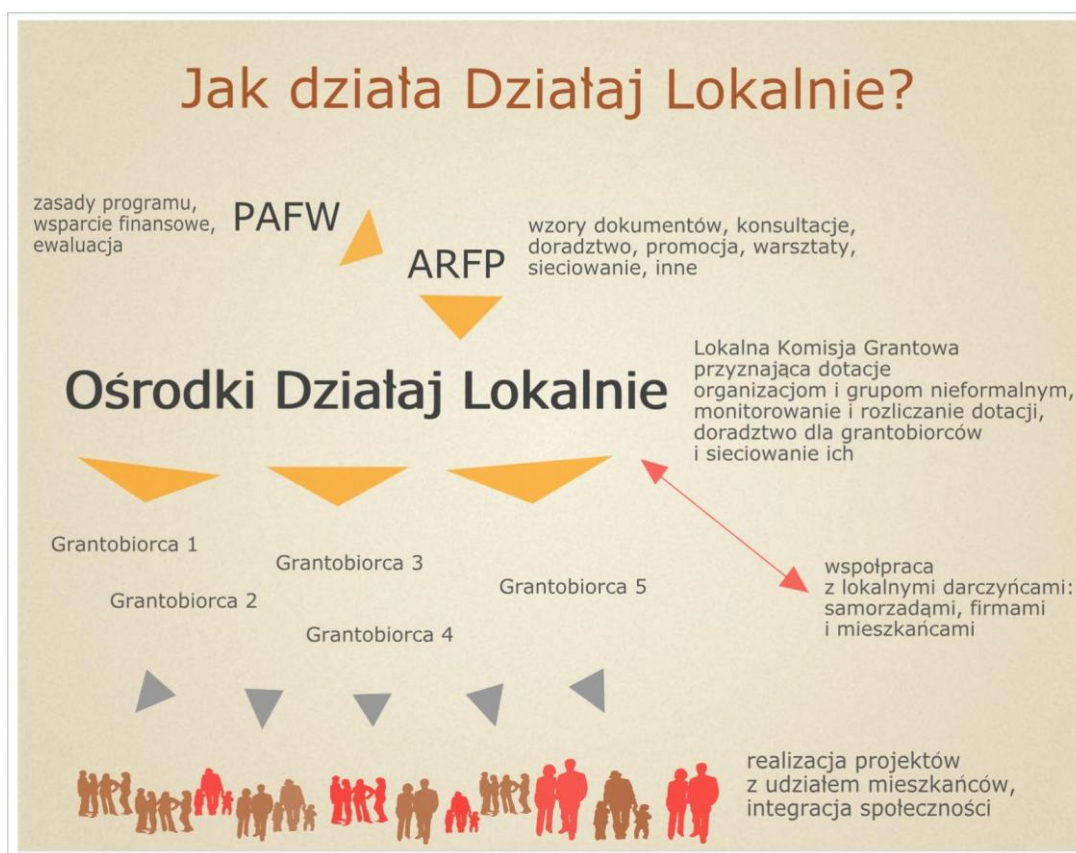 Jak działa Działaj Lokalnie?
zasady programu,
wsparcie finansowe,
ewaluacja
PAFW
ARFP
wzory dokumentów, konsultacje,
doradztwo, promocja, warsztaty,
sieciowanie, inne
Ośrodki Działaj Lokalnie
Lokalna Komisja Grantowa
przyznająca dotacje
organizacjom i grupom nieformalnym,
monitorowanie i rozliczanie dotacji,
doradztwo dla grantobiorców
i sieciowanie ich
Grantobiorca 1
Grantobiorca 2
Grantobiorca 3
Grantobiorca 4
Grantobiorca 5
wspołpraca
z lokalnymi darczyńcami:
samorządąmi, firmami
i mieszkańcami
realizacja projektów
z udziałem mieszkańców,
integracja społeczności